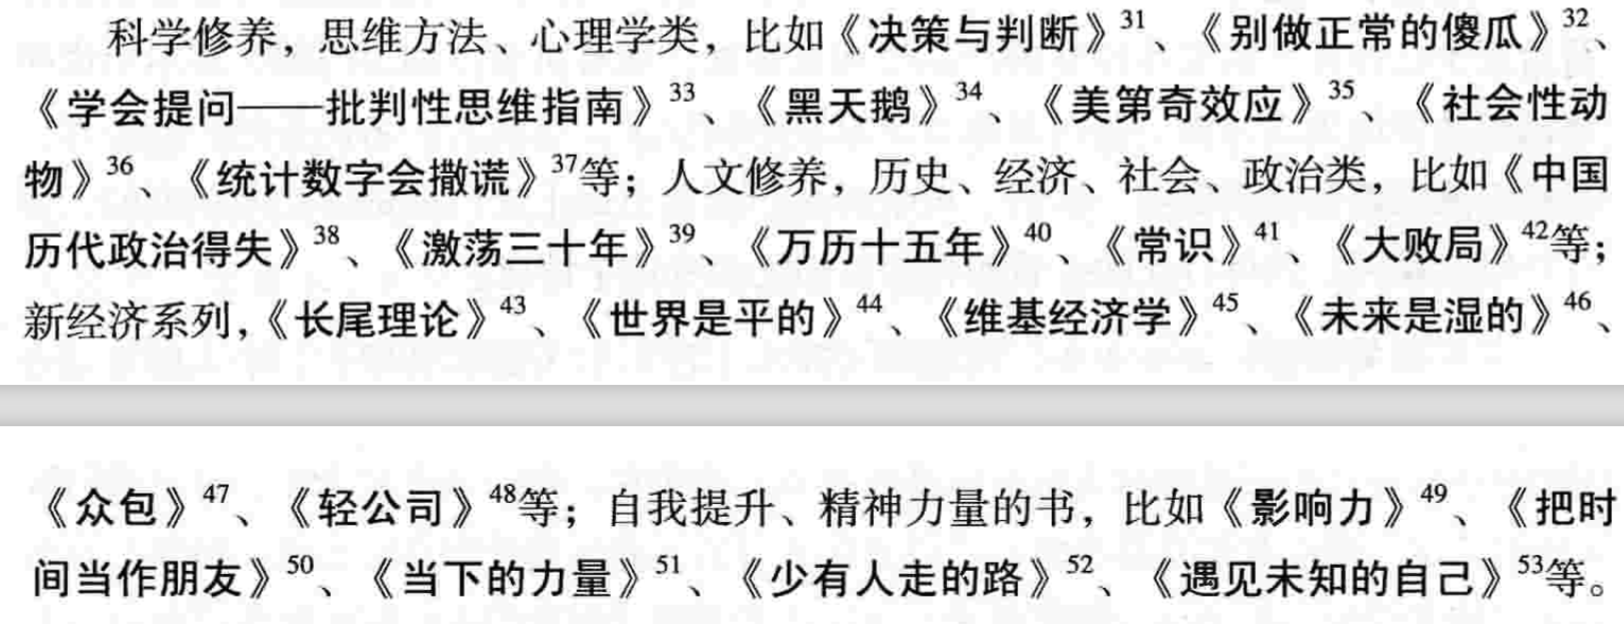 科学修养，思维方法、心理学类，比如《决策与判断》31、《别做正常的傻瓜》32、
《学会提问——批判性思维指南》33、《黑天鹅》34、《美第奇效应》35、《社会性动
物》36、《统计数字会撒谎》37等；人文修养，历史、经济、社会、政治类，比如《中国
历代政治得失》38、《激荡三十年》39、《万历十五年》40、《常识》41、《大败局》42等；
新经济系列，《长尾理论》43、《世界是平的》44、《维基经济学》45、《未来是湿的》46、
《众包》47、《轻公司》48等；自我提升、精神力量的书，比如《影响力》49、《把时
间当作朋友》50、《当下的力量》51、《少有人走的路》52、《遇见未知的自己》53等。